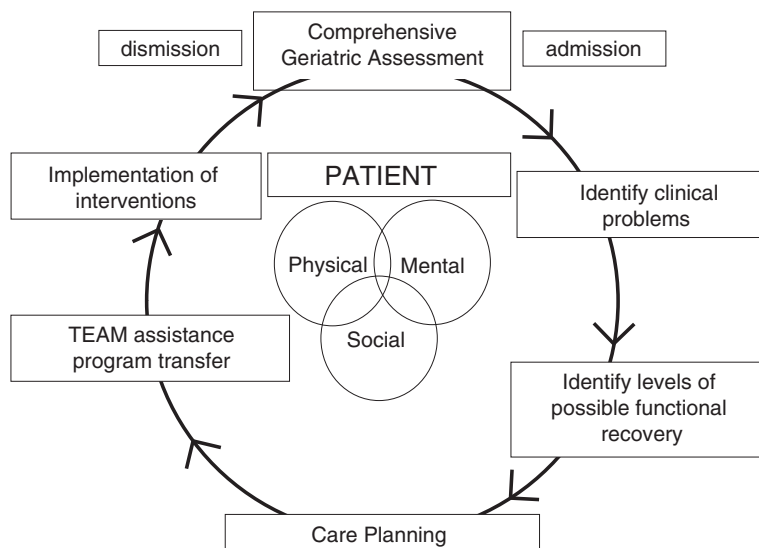 Comprehensive
Geriatric Assessment
dismission
admission
Implementation of
interventions
PATIENT
Identify clinical
problems
Physical
Mental
Social
TEAM assistance
program transfer
Identify levels of
possible functional
recovery
Care Planning